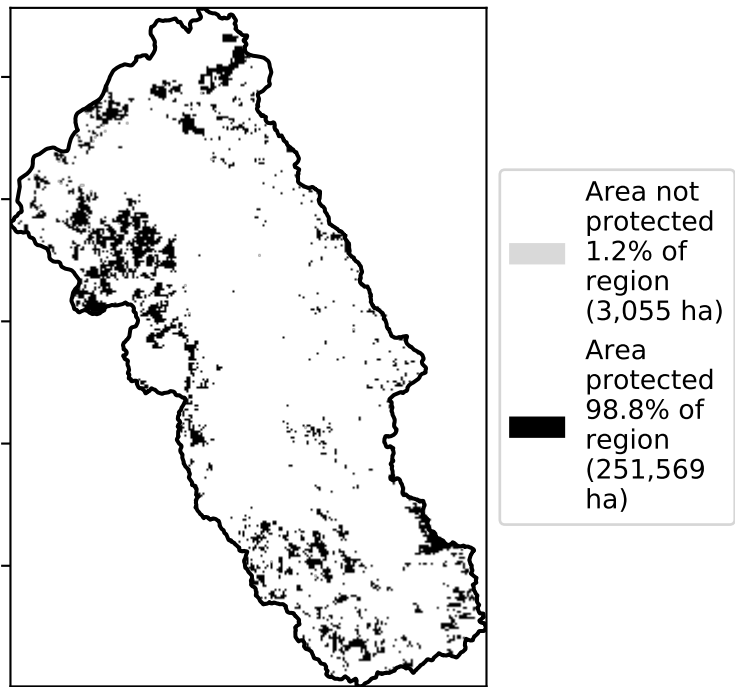 Area not
protected
1.2% of
region
(3,055 ha)
Area
protected
98.8% of
region
(251,569
ha)